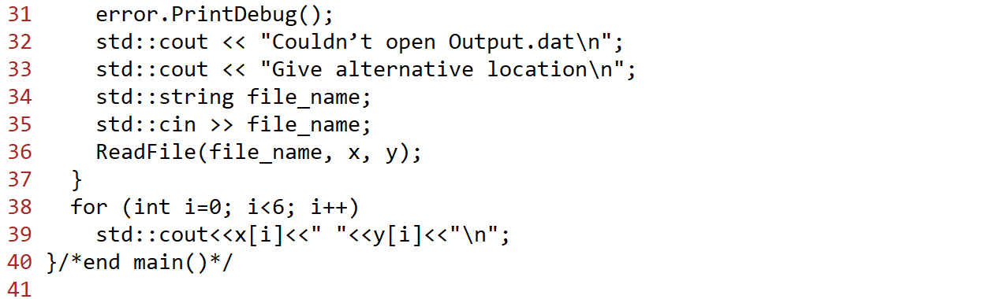 31     error.PrintDebug();
32     std::cout << "Couldn’t open Output.dat\n";
33     std::cout << "Give alternative location\n";
34     std::string file_name;
35     std::cin >> file_name;
36     ReadFile(file_name, x, y);
37   }
38   for (int i=0; i<6; i++)
39     std::cout<<x[i]<<" "<<y[i]<<"\n";
40 }/*end main()*/
41